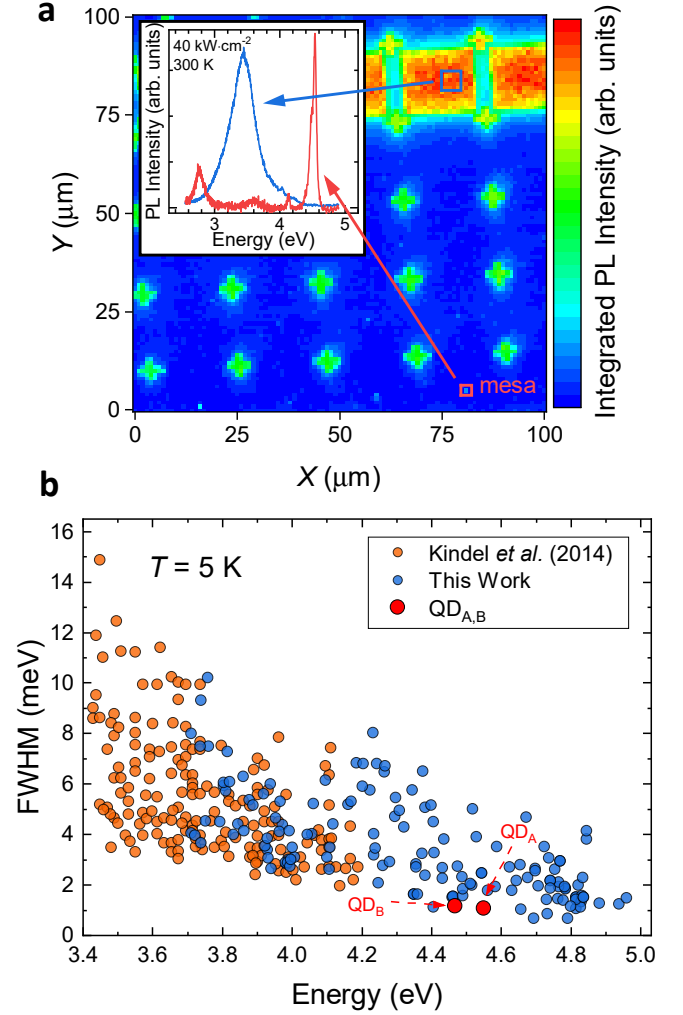 a
100
75
50
25
0
Y (μm)
0
25
50
75
100
X (μm)
40 kW·cm⁻²
300 K
PL Intensity (arb. units)
3
4
5
Energy (eV)
mesa
Integrated PL Intensity (arb. units)
b
16
14
12
10
8
6
4
2
0
FWHM (meV)
T = 5 K
Kindel et al. (2014)
This Work
QD_A,B
QD_A
QD_B
3.4
3.6
3.8
4.0
4.2
4.4
4.6
4.8
5.0
Energy (eV)